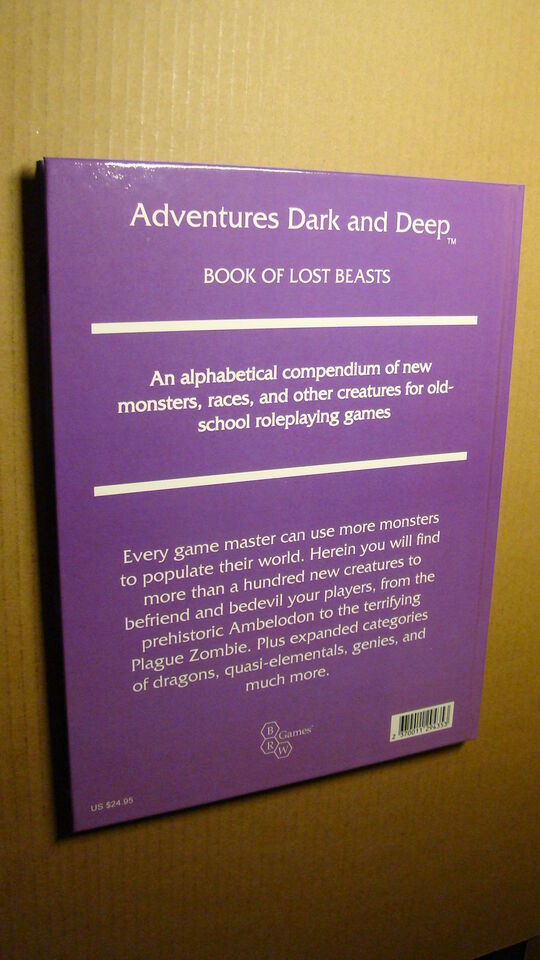 Adventures Dark and Deep™
BOOK OF LOST BEASTS
An alphabetical compendium of new
monsters, races, and other creatures for old-
school roleplaying games
Every game master can use more monsters
to populate their world. Herein you will find
more than a hundred new creatures to
befriend and bedevil your players, from the
prehistoric Ambelodon to the terrifying
Plague Zombie. Plus expanded categories
of dragons, quasi-elementals, genies, and
much more.
B R W Games™
US $24.95